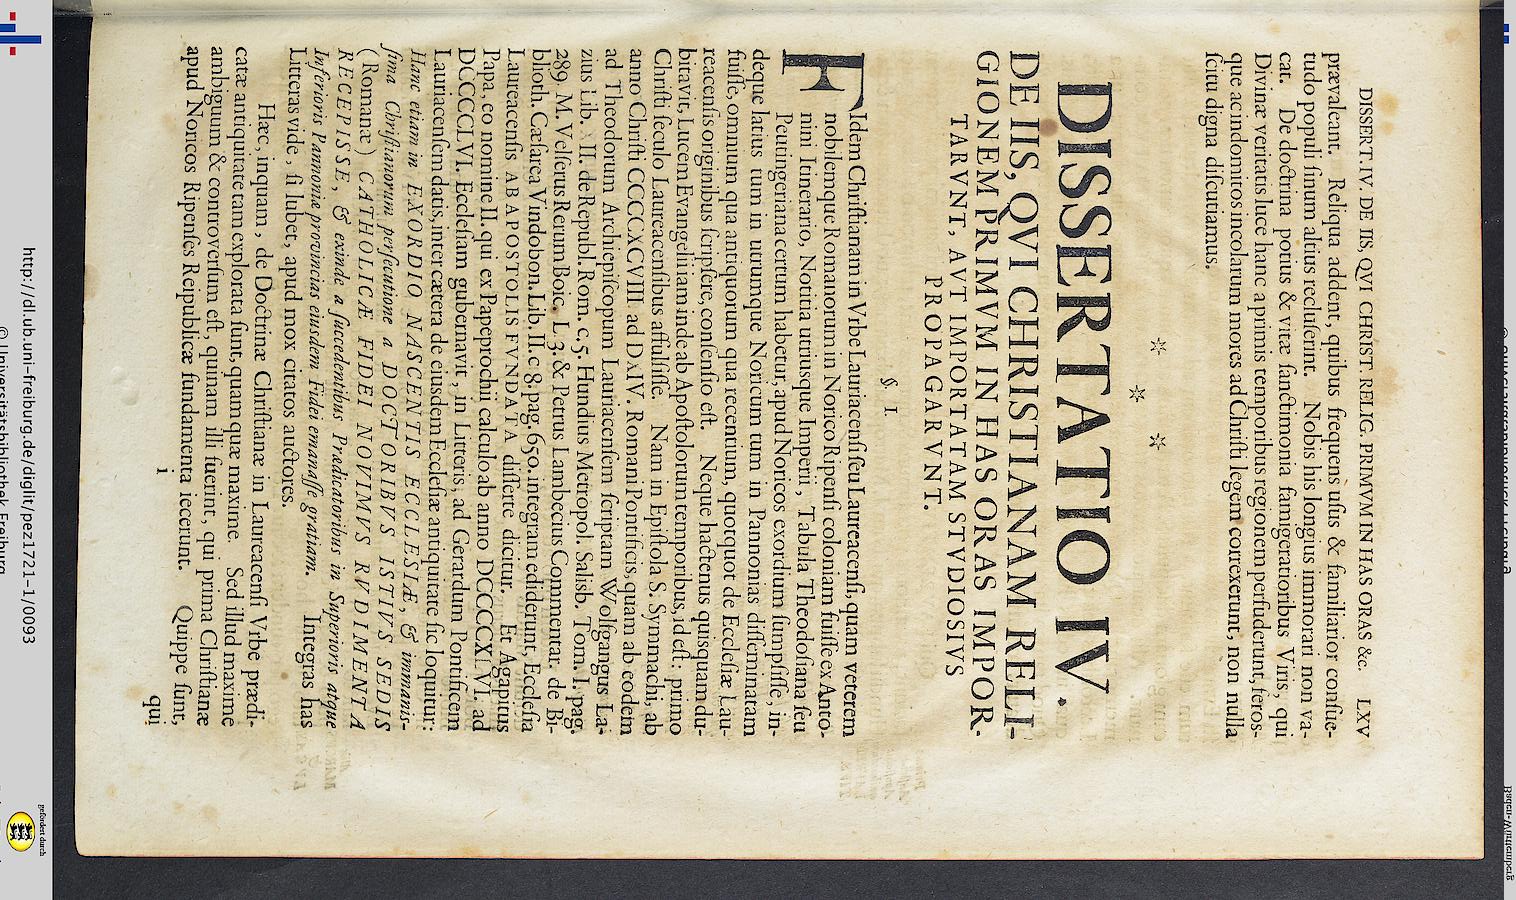 DISSERT. IV. DE IIS, QVI CHRIST. RELIG. PRIMVM IN HAS ORAS &c. LXV
prævaleant. Reliqua addent, quibus frequens usus & familiarior consue-
tudo populi sinum altius recluserint. Nobis his longius immorari non va-
cat. De doctrina potius & vitæ sanctimonia famigeratioribus Viris, qui
Divinæ veritatis luce hanc a primis temporibus regionem perfuderunt, feros-
que ac indomitos incolarum mores ad Christi legem correxerunt, non nulla
scitu digna discutiamus.
DISSERTATIO IV.
DE IIS, QVI CHRISTIANAM RELI-
GIONEM PRIMVM IN HAS ORAS IMPOR-
TARVNT, AVT IMPORTATAM STVDIOSIVS
PROPAGARVNT.
§. I.
FIdem Christianam in Vrbe Lauriacensi seu Laureacensi, quam veterem
nobilemque Romanorum in Norico Ripensi coloniam fuisse ex Anto-
nini Itinerario, Notitia utriusque Imperii, Tabula Theodosiana seu
Peutingeriana certum habetur, apud Noricos exordium sumpsisse, in-
deque latius tum in utrumque Noricum tum in Pannonias disseminatam
fuisse, omnium, qua antiquorum qua recentium, quotquot de Ecclesiæ Lau-
reacensis originibus scripsere, consensio est. Neque hactenus quisquam du-
bitavit, Lucem Evangelii jam inde ab Apostolorum temporibus, id est: primo
Christi seculo Laureacensibus affulsisse. Nam in Epistola S. Symmachi, ab
anno Christi CCCCXCVIII. ad DXIV. Romani Pontificis, quam ab eodem
ad Theodorum Archiepiscopum Lauriacensem scriptam Wolfgangus La-
zius Lib. XII. de Republ. Rom. c. 5. Hundius Metropol. Salisb. Tom. I. pag.
289. M. Velserus Rerum Boic. L. 3. & Petrus Lambecus Commentar. de Bi-
blioth. Cæsarea Vindobon. Lib. II. c 8. pag. 650. integram ediderunt, Ecclesia
Laureacensis AB APOSTOLIS FVNDATA disserte dicitur. Et Agapitus
Papa, eo nomine II. qui ex Papeprochii calculo ab anno DCCCCXLVI. ad
DCCCCLVI. Ecclesiam gubernavit, in Litteris, ad Gerardum Pontificem
Lauriacensem datis, inter cætera de eiusdem Ecclesiæ antiquitate sic loquitur:
Hanc etiam in EXORDIO NASCENTIS ECCLESIÆ, & immanis-
sima Christianorum persecutione a DOCTORIBVS ISTIVS SEDIS
(Romanæ) CATHOLICÆ FIDEI NOVIMVS RVDIMENTA
RECEPISSE, & exinde a succedentibus Prædicatoribus in Superioris atque
Inferioris Pannoniæ provincias eiusdem Fidei emanasse gratiam. Integras has
Litteras vide, si lubet, apud mox citatos auctores.
Hæc, inquam, de Doctrinæ Christianæ in Laureacensi Vrbe prædi-
catæ antiquitate tam explorata sunt, quam quæ maxime. Sed illud maxime
ambiguum & controversum est, quinam illi fuerint, qui prima Christianæ
apud Noricos Ripenses Reipublicæ fundamenta iecerunt. Quippe sunt,
i
qui
http://dl.ub.uni-freiburg.de/diglit/pez1721-1/0093
© Universitätsbibliothek Freiburg
gefördert durch